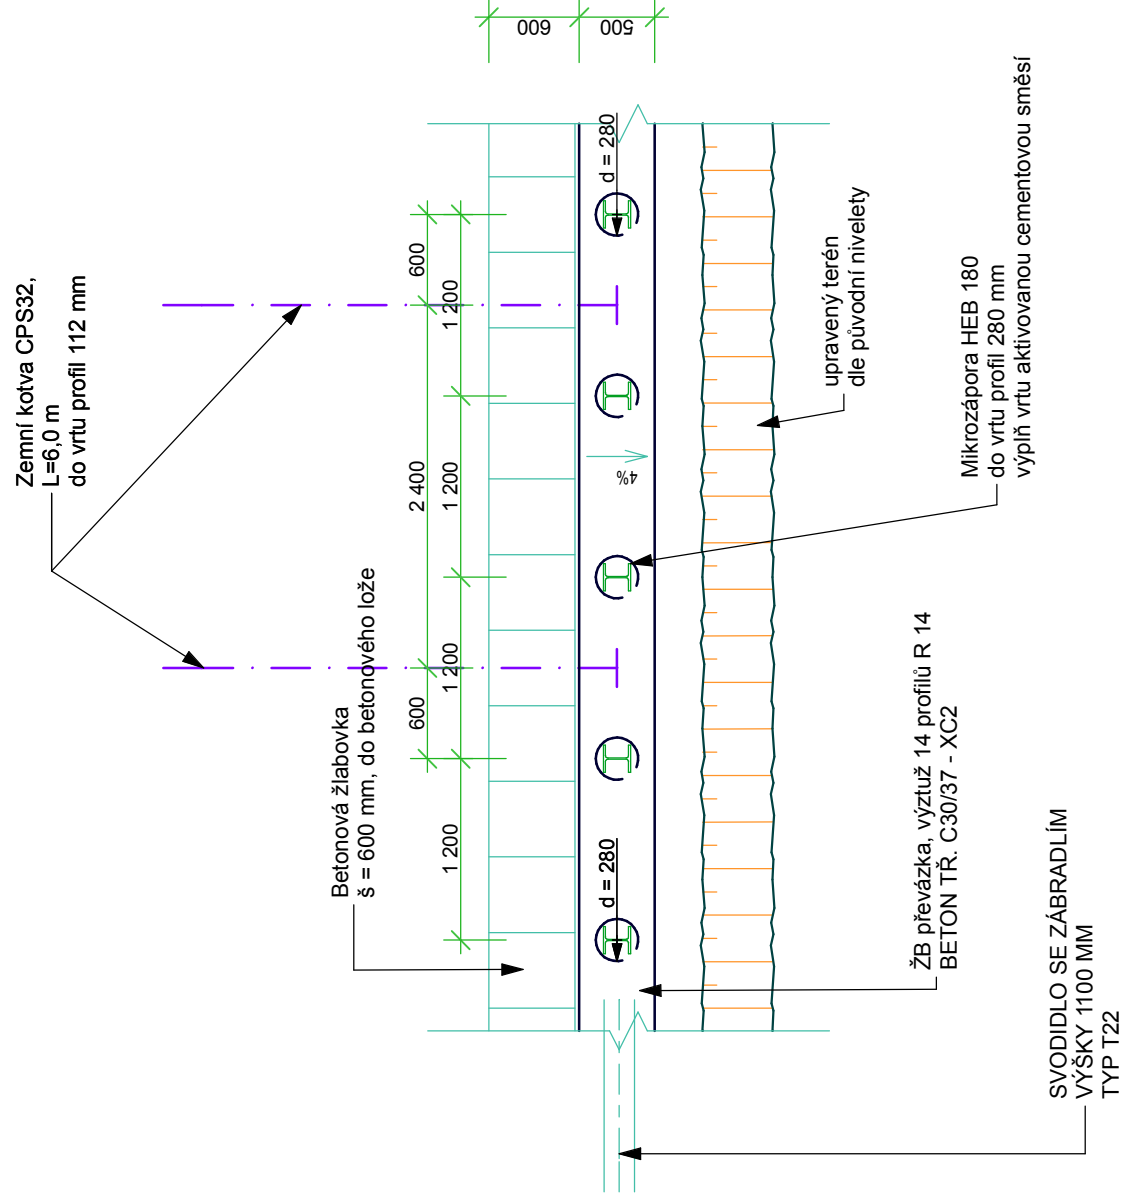 Zemní kotva CPS32,
L=6,0 m
do vrtu profil 112 mm
600
500
600
2 400
600
1 200
1 200
1 200
1 200
d = 280
4%
d = 280
Betonová žlabovka
š = 600 mm, do betonového lože
upravený terén
dle původní nivelety
Mikrozápora HEB 180
do vrtu profil 280 mm
výplň vrtu aktivovanou cementovou směsí
ŽB převázka, výztuž 14 profilů R 14
BETON TŘ. C30/37 - XC2
SVODIDLO SE ZÁBRADLÍM
VÝŠKY 1100 MM
TYP T22